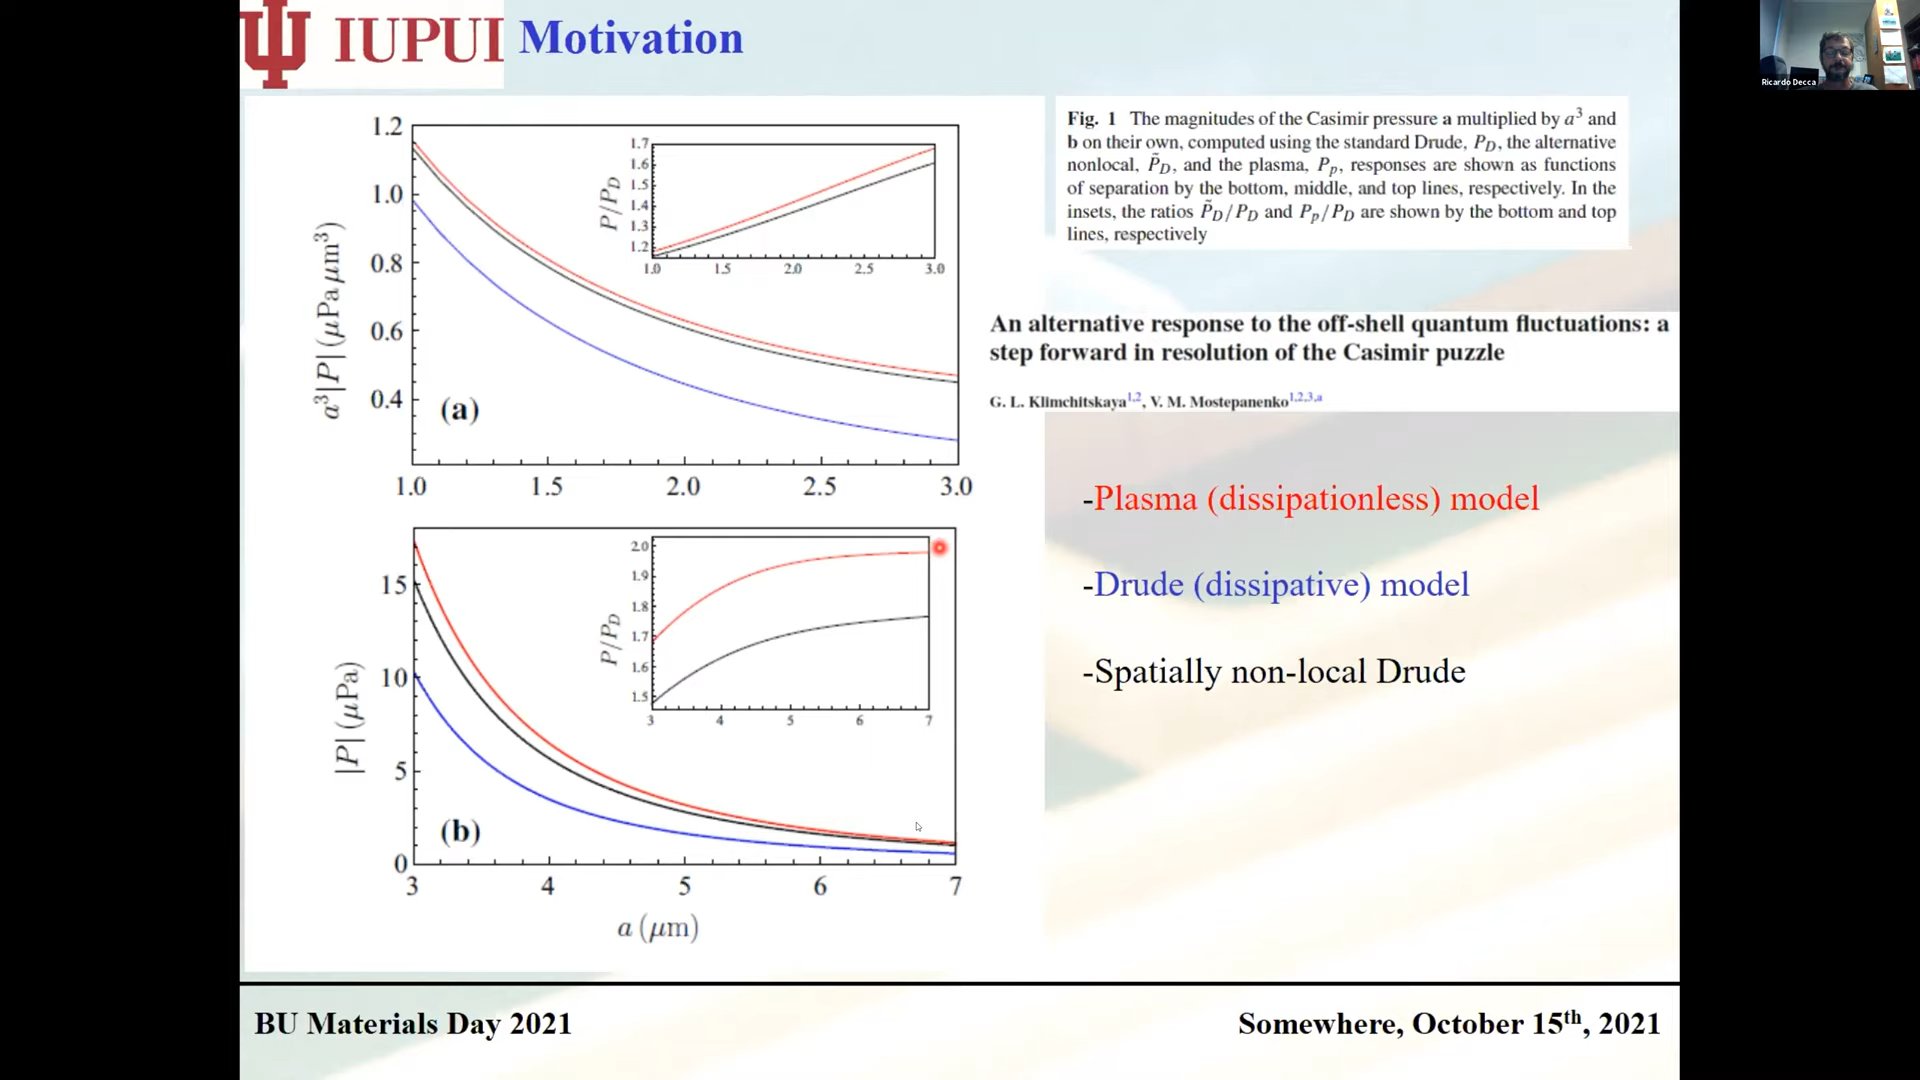 IUPUI Motivation
Ricardo Decca
1.2
1.0
0.8
0.6
0.4
a³|P| (μPa μm³)
(a)
1.0 1.5 2.0 2.5 3.0
1.7
1.6
1.5
1.4
1.3
1.2
P/P_D
1.0 1.5 2.0 2.5 3.0
15
10
5
0
|P| (μPa)
(b)
3 4 5 6 7
a (μm)
2.0
1.9
1.8
1.7
1.6
1.5
P/P_D
3 4 5 6 7
Fig. 1 The magnitudes of the Casimir pressure a multiplied by a³ and
b on their own, computed using the standard Drude, P_D, the alternative
nonlocal, P̃_D, and the plasma, P_p, responses are shown as functions
of separation by the bottom, middle, and top lines, respectively. In the
insets, the ratios P̃_D/P_D and P_p/P_D are shown by the bottom and top
lines, respectively
An alternative response to the off-shell quantum fluctuations: a
step forward in resolution of the Casimir puzzle
G. L. Klimchitskaya¹,², V. M. Mostepanenko¹,²,³,ᵃ
-Plasma (dissipationless) model
-Drude (dissipative) model
-Spatially non-local Drude
BU Materials Day 2021
Somewhere, October 15th, 2021